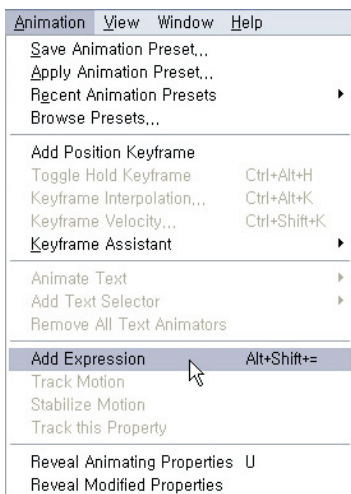 Animation View Window Help
Save Animation Preset...
Apply Animation Preset...
Recent Animation Presets
Browse Presets...
Add Position Keyframe
Toggle Hold Keyframe Ctrl+Alt+H
Keyframe Interpolation... Ctrl+Alt+K
Keyframe Velocity... Ctrl+Shift+K
Keyframe Assistant
Animate Text
Add Text Selector
Remove All Text Animators
Add Expression Alt+Shift+=
Track Motion
Stabilize Motion
Track this Property
Reveal Animating Properties U
Reveal Modified Properties